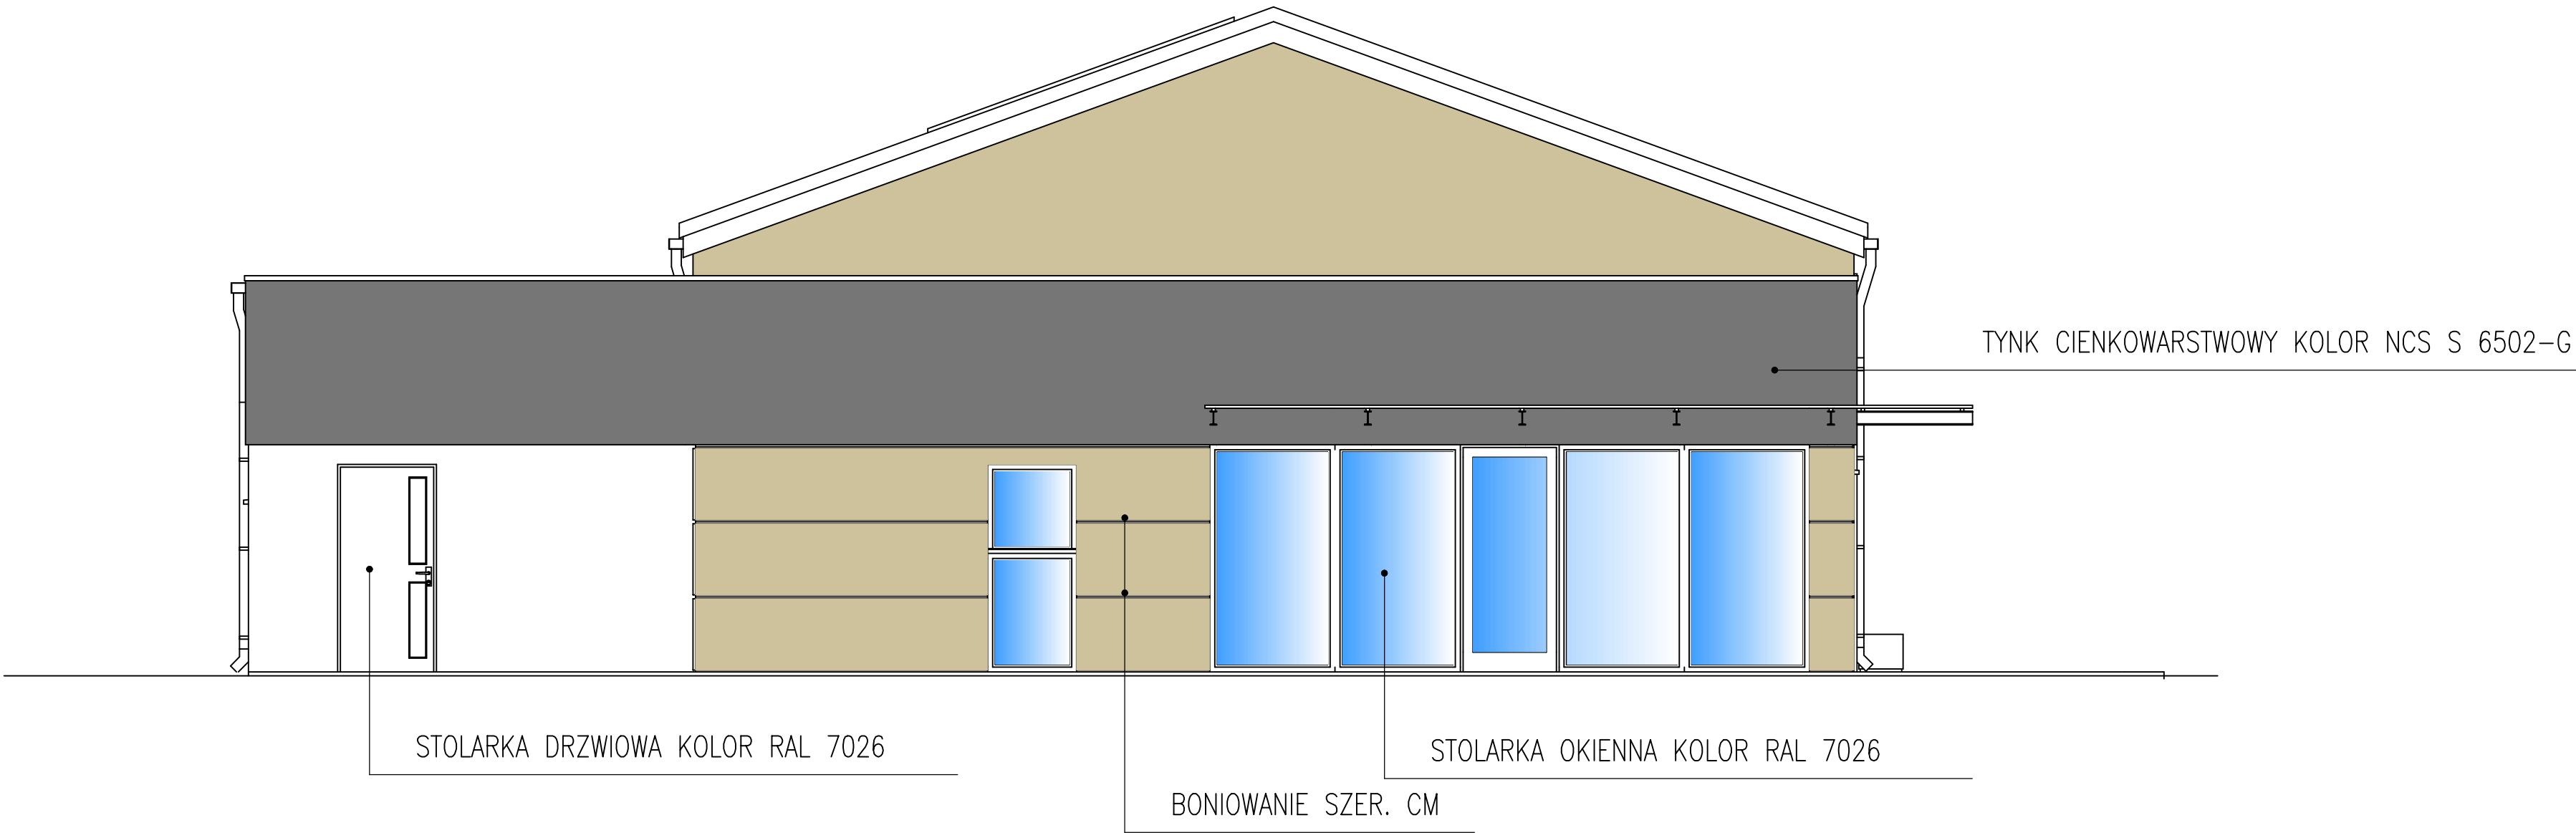 TYNK CIENKOWARSTWOWY KOLOR NCS S 6502-G
STOLARKA DRZWIOWA KOLOR RAL 7026
STOLARKA OKIENNA KOLOR RAL 7026
BONIOWANIE SZER. CM